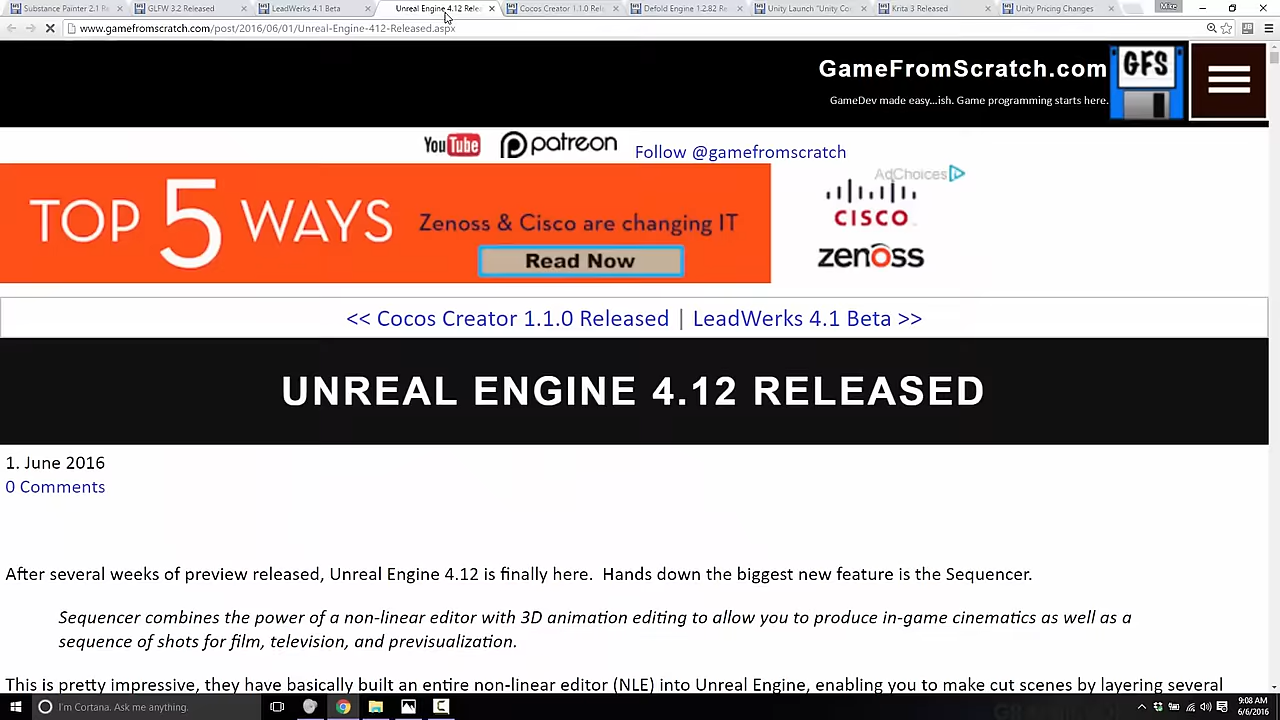 Substance Painter 2.1 R
GLFW 3.2 Released
LeadWerks 4.1 Beta
Unreal Engine 4.12 Rele
Cocos Creator 1.1.0 Rel
Defold Engine 1.2.82 Re
Unity Launch "Unity Co
Krita 3 Released
Unity Pricing Changes
Mike
www.gamefromscratch.com/post/2016/06/01/Unreal-Engine-412-Released.aspx
GameFromScratch.com
GameDev made easy...ish. Game programming starts here.
GFS
YouTube
patreon
Follow @gamefromscratch
AdChoices
TOP 5 WAYS
Zenoss & Cisco are changing IT
Read Now
CISCO
zenoss
<< Cocos Creator 1.1.0 Released | LeadWerks 4.1 Beta >>
UNREAL ENGINE 4.12 RELEASED
1. June 2016
0 Comments
After several weeks of preview released, Unreal Engine 4.12 is finally here. Hands down the biggest new feature is the Sequencer.
Sequencer combines the power of a non-linear editor with 3D animation editing to allow you to produce in-game cinematics as well as a
sequence of shots for film, television, and previsualization.
This is pretty impressive, they have basically built an entire non-linear editor (NLE) into Unreal Engine, enabling you to make cut scenes by layering several
I'm Cortana. Ask me anything.
9:08 AM
6/6/2016